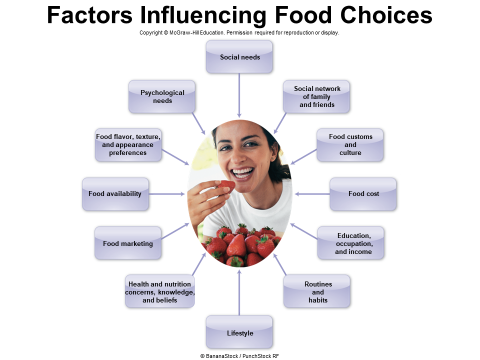 Factors Influencing Food Choices
Copyright © McGraw-Hill Education. Permission required for reproduction or display.
Social needs
Psychological
needs
Social network
of family
and friends
Food flavor, texture,
and appearance
preferences
Food customs
and
culture
Food availability
Food cost
Food marketing
Education,
occupation,
and income
Health and nutrition
concerns, knowledge,
and beliefs
Routines
and
habits
Lifestyle
© BananaStock / PunchStock RF